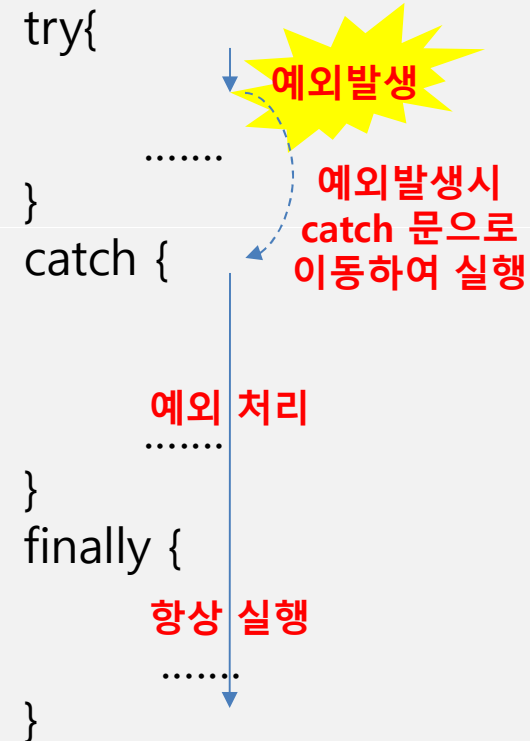 try{
예외발생
.......
예외발생시
catch 문으로
이동하여 실행
}
catch {
예외 처리
.......
}
finally {
항상 실행
.......
}